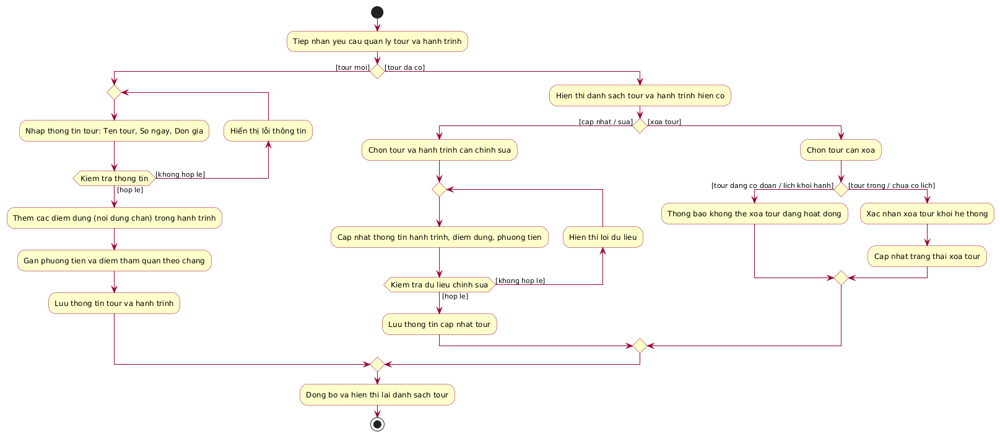 Tiep nhan yeu cau quan ly tour va hanh trinh
[tour moi]
[tour da co]
Nhap thong tin tour: Ten tour, So ngay, Don gia
Hiển thị lỗi thông tin
Kiem tra thong tin
[khong hop le]
[hop le]
Them cac diem dung (noi dung chan) trong hanh trinh
Gan phuong tien va diem tham quan theo chang
Luu thong tin tour va hanh trinh
Hien thi danh sach tour va hanh trinh hien co
[cap nhat / sua]
[xoa tour]
Chon tour va hanh trinh can chinh sua
Cap nhat thong tin hanh trinh, diem dung, phuong tien
Hien thi loi du lieu
Kiem tra du lieu chinh sua
[khong hop le]
[hop le]
Luu thong tin cap nhat tour
Chon tour can xoa
[tour dang co doan / lich khoi hanh]
[tour trong / chua co lich]
Thong bao khong the xoa tour dang hoat dong
Xac nhan xoa tour khoi he thong
Cap nhat trang thai xoa tour
Dong bo va hien thi lai danh sach tour